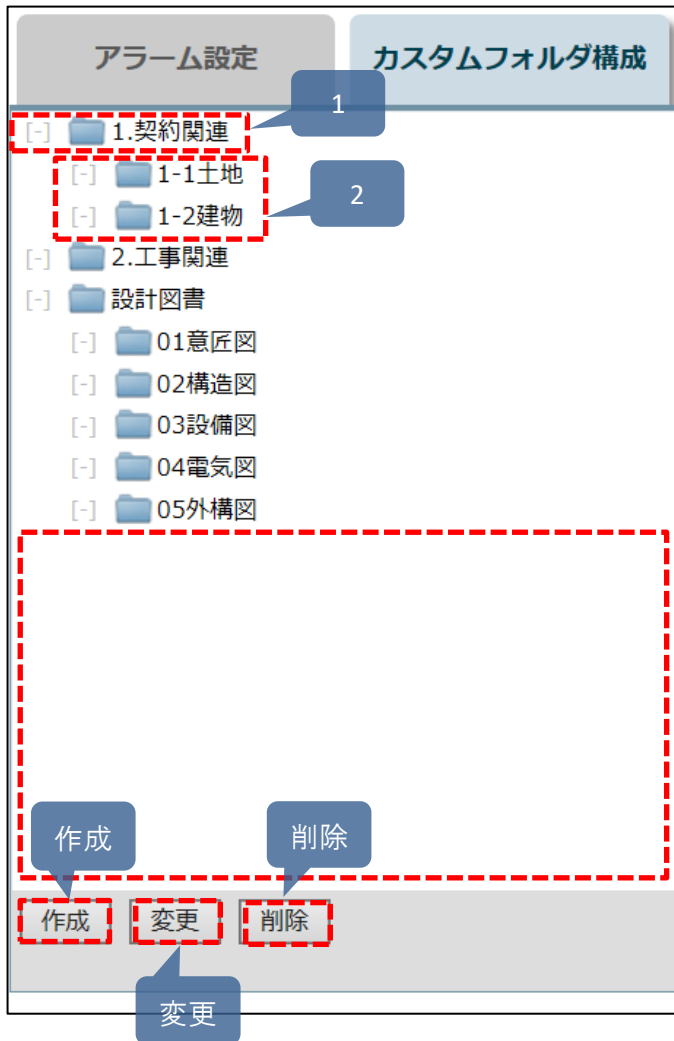 アラーム設定 カスタムフォルダ構成
1
[-] 1.契約関連
[-] 1-1土地
2
[-] 1-2建物
[-] 2.工事関連
[-] 設計図書
[-] 01意匠図
[-] 02構造図
[-] 03設備図
[-] 04電気図
[-] 05外構図
作成 削除
作成 変更 削除
変更